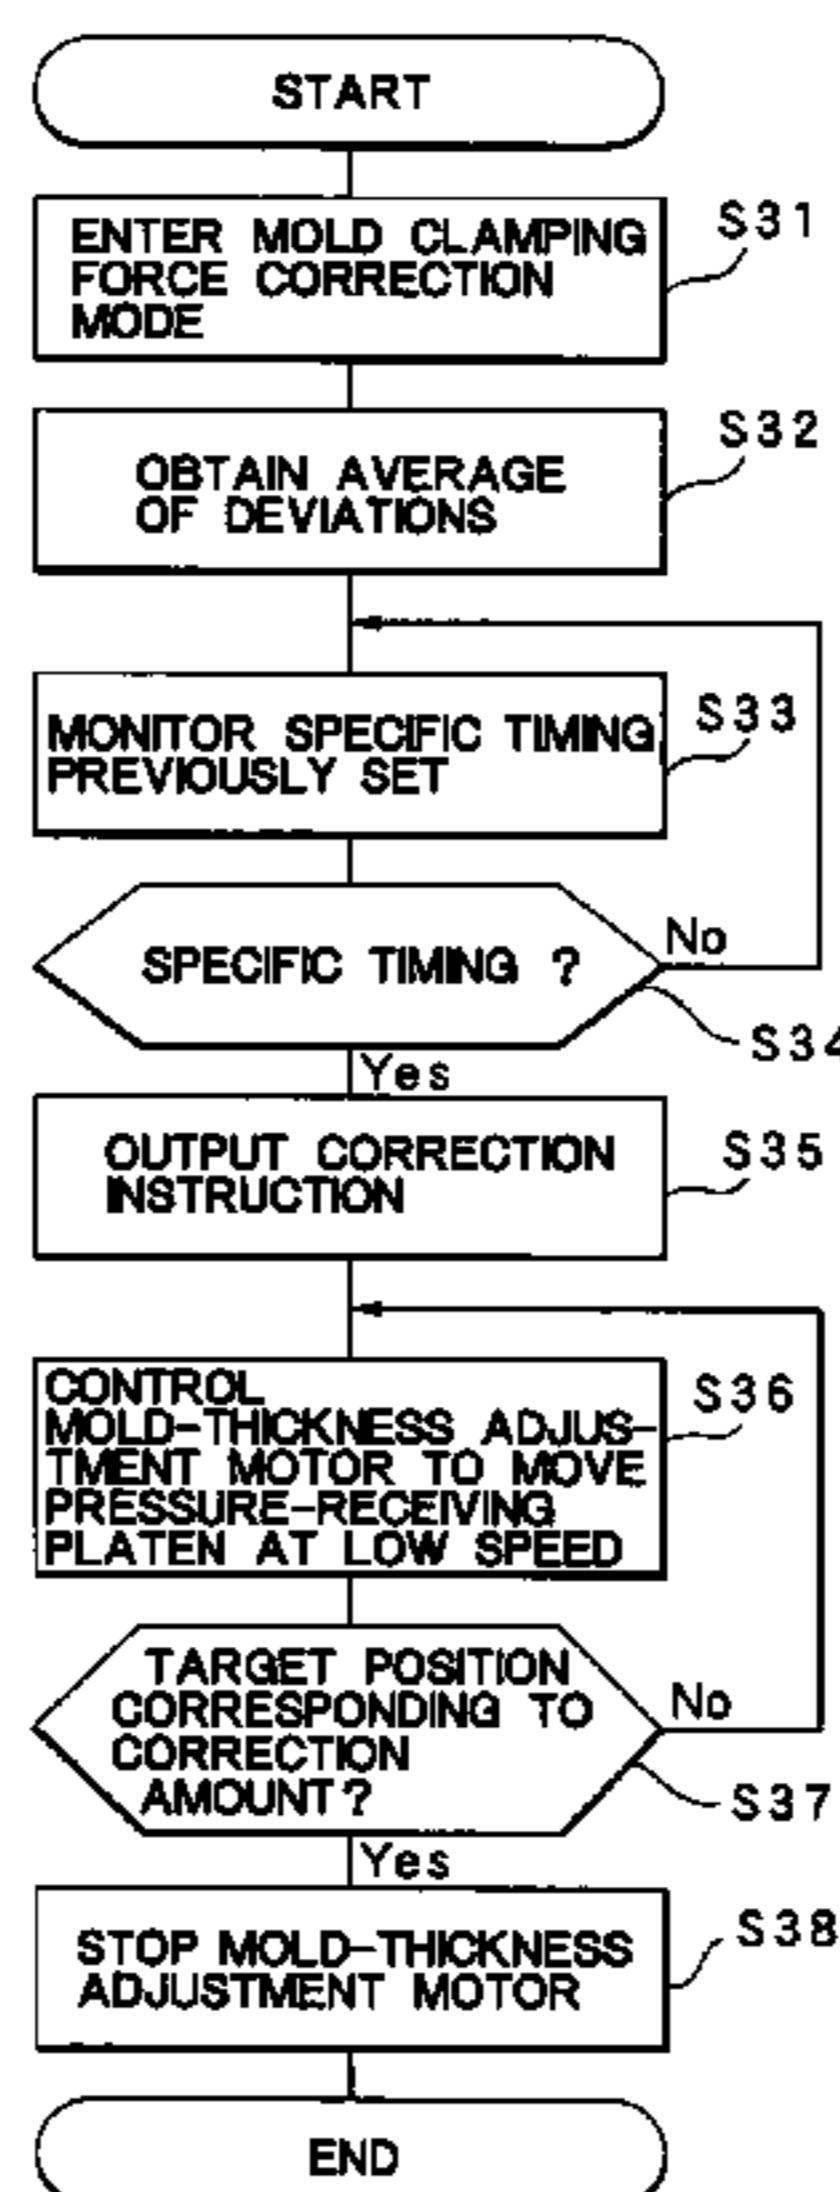 START
S31
ENTER MOLD CLAMPING
FORCE CORRECTION
MODE
S32
OBTAIN AVERAGE
OF DEVIATIONS
S33
MONITOR SPECIFIC TIMING
PREVIOUSLY SET
No
SPECIFIC TIMING ?
S34
Yes
S35
OUTPUT CORRECTION
INSTRUCTION
CONTROL
S36
MOLD-THICKNESS ADJUS-
TMENT MOTOR TO MOVE
PRESSURE-RECEIVING
PLATEN AT LOW SPEED
TARGET POSITION
No
CORRESPONDING TO
CORRECTION
AMOUNT?
S37
Yes
S38
STOP MOLD-THICKNESS
ADJUSTMENT MOTOR
END